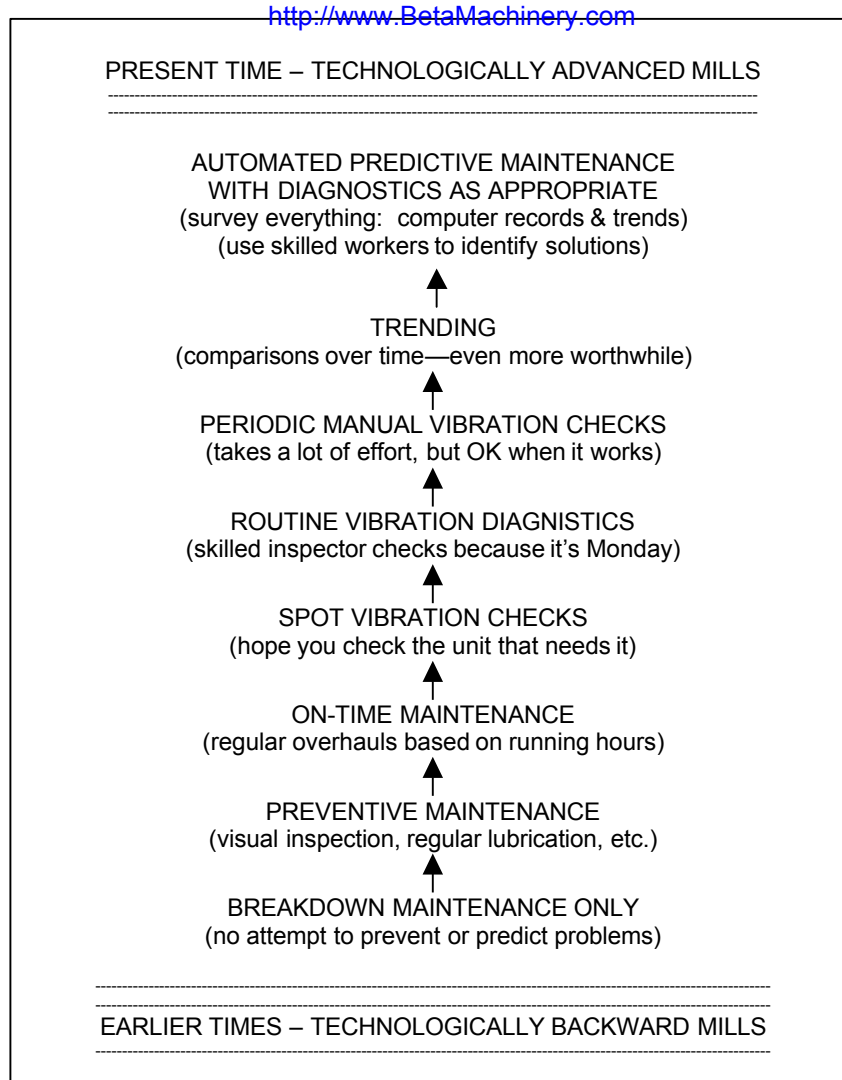 http://www.BetaMachinery.com
PRESENT TIME – TECHNOLOGICALLY ADVANCED MILLS
AUTOMATED PREDICTIVE MAINTENANCE
WITH DIAGNOSTICS AS APPROPRIATE
(survey everything: computer records & trends)
(use skilled workers to identify solutions)
TRENDING
(comparisons over time—even more worthwhile)
PERIODIC MANUAL VIBRATION CHECKS
(takes a lot of effort, but OK when it works)
ROUTINE VIBRATION DIAGNISTICS
(skilled inspector checks because it’s Monday)
SPOT VIBRATION CHECKS
(hope you check the unit that needs it)
ON-TIME MAINTENANCE
(regular overhauls based on running hours)
PREVENTIVE MAINTENANCE
(visual inspection, regular lubrication, etc.)
BREAKDOWN MAINTENANCE ONLY
(no attempt to prevent or predict problems)
EARLIER TIMES – TECHNOLOGICALLY BACKWARD MILLS